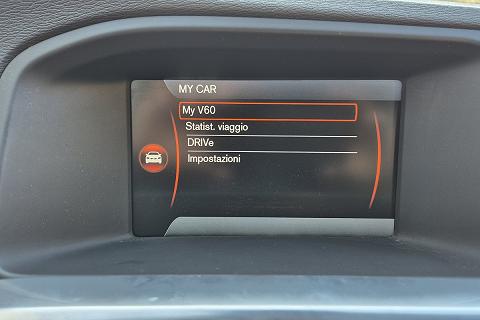 MY CAR
My V60
Statist. viaggio
DRIVe
Impostazioni